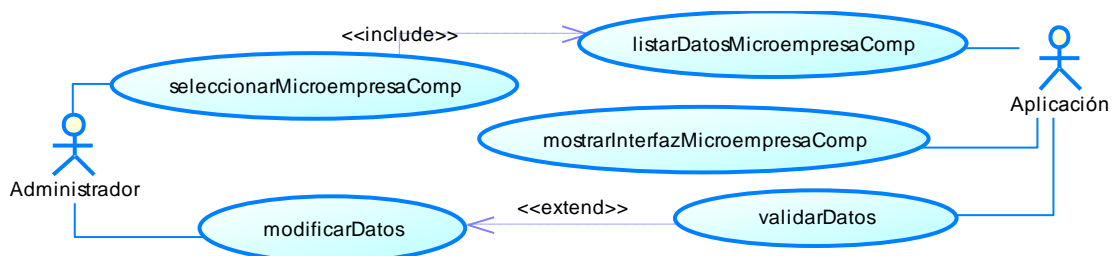 <<include>>
listarDatosMicroempresaComp
seleccionarMicroempresaComp
Aplicación
mostrarInterfazMicroempresaComp
Administrador
<<extend>>
validarDatos
modificarDatos